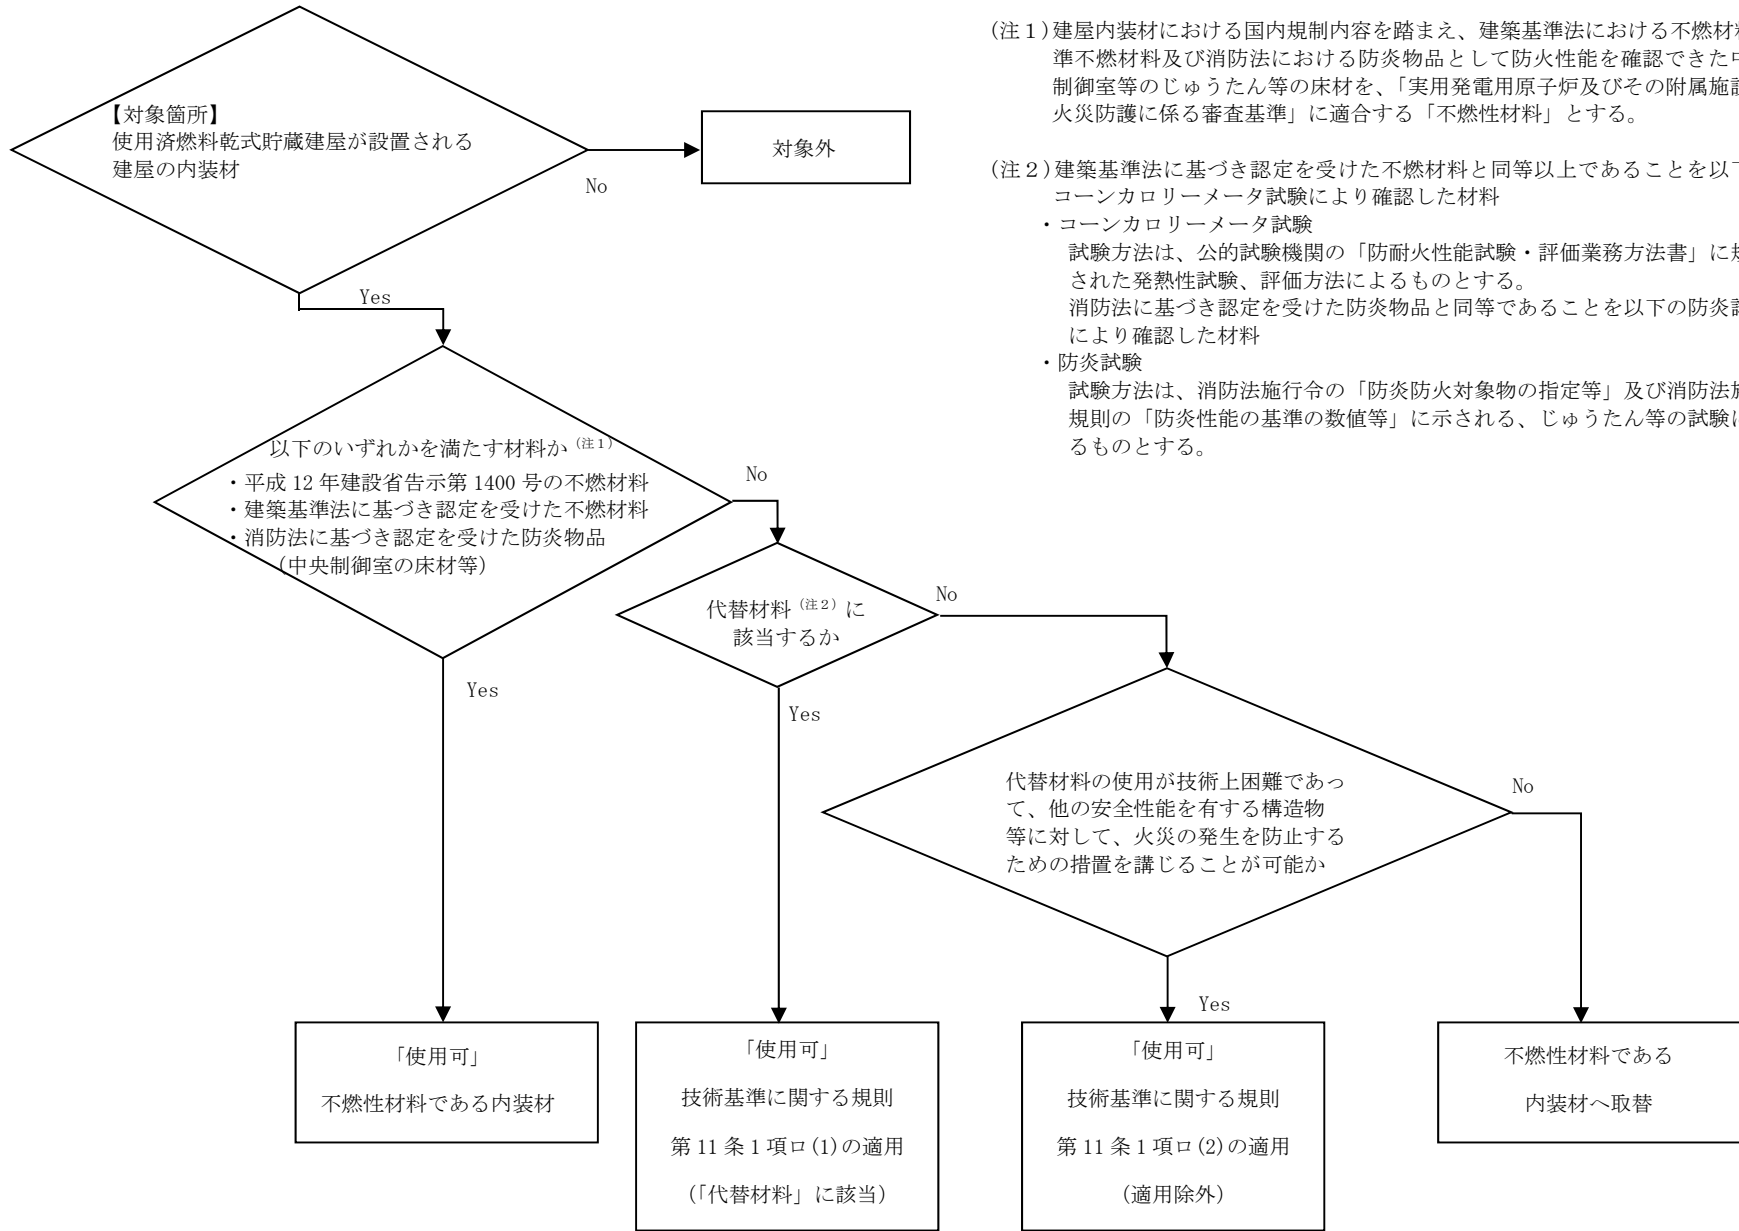 【対象箇所】
使用済燃料乾式貯蔵建屋が設置される
建屋の内装材
No
対象外
Yes
(注1)建屋内装材における国内規制内容を踏まえ、建築基準法における不燃材
準不燃材料及び消防法における防炎物品として防火性能を確認できた
制御室等のじゅうたん等の床材を、「実用発電用原子炉及びその附属施
火災防護に係る審査基準」に適合する「不燃性材料」とする。
(注2)建築基準法に基づき認定を受けた不燃材料と同等以上であることを以
コーンカロリーメータ試験により確認した材料
・コーンカロリーメータ試験
試験方法は、公的試験機関の「防耐火性能試験・評価業務方法書」に
された発熱性試験、評価方法によるものとする。
消防法に基づき認定を受けた防炎物品と同等であることを以下の防炎
により確認した材料
・防炎試験
試験方法は、消防法施行令の「防炎防火対象物の指定等」及び消防法
規則の「防炎性能の基準の数値等」に示される、じゅうたん等の試験
るものとする。
以下のいずれかを満たす材料か(注1)
・平成12年建設省告示第1400号の不燃材料
・建築基準法に基づき認定を受けた不燃材料
・消防法に基づき認定を受けた防炎物品
(中央制御室の床材等)
No
Yes
代替材料(注2)に
該当するか
No
Yes
代替材料の使用が技術上困難であっ
て、他の安全性能を有する構造物
等に対して、火災の発生を防止する
ための措置を講じることが可能か
No
Yes
「使用可」
不燃性材料である内装材
「使用可」
技術基準に関する規則
第11条1項ロ(1)の適用
(「代替材料」に該当)
「使用可」
技術基準に関する規則
第11条1項ロ(2)の適用
(適用除外)
不燃性材料である
内装材へ取替